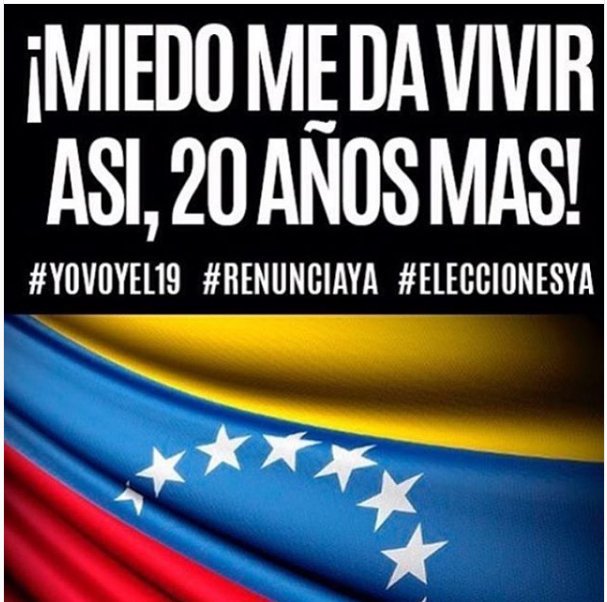 ¡MIEDO ME DA VIVIR
ASI, 20 AÑOS MAS!
#YOVOYEL19 #RENUNCIAYA #ELECCIONESYA